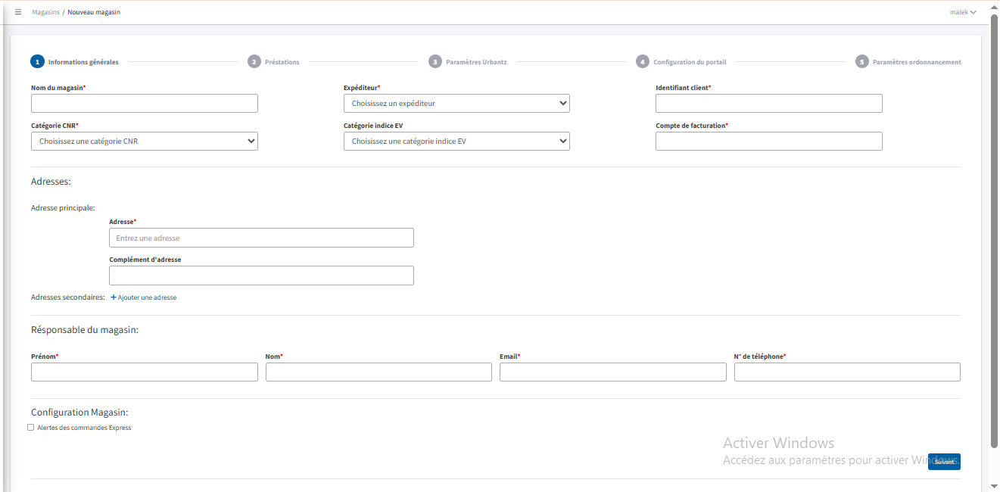 Magasins / Nouveau magasin
malek
1 Informations générales
2 Préstations
3 Paramètres Urbantz
4 Configuration du portail
5 Paramètres ordonnancement
Nom du magasin*
Expéditeur*
Identifiant client*
Choisissez un expéditeur
Catégorie CNR*
Catégorie indice EV
Compte de facturation*
Choisissez une catégorie CNR
Choisissez une catégorie indice EV
Adresses:
Adresse principale:
Adresse*
Entrez une adresse
Complément d'adresse
Adresses secondaires: + Ajouter une adresse
Résponsable du magasin:
Prénom*
Nom*
Email*
N° de téléphone*
Configuration Magasin:
Alertes des commandes Express
Activer Windows
Accédez aux paramètres pour activer Windows.
Suivant